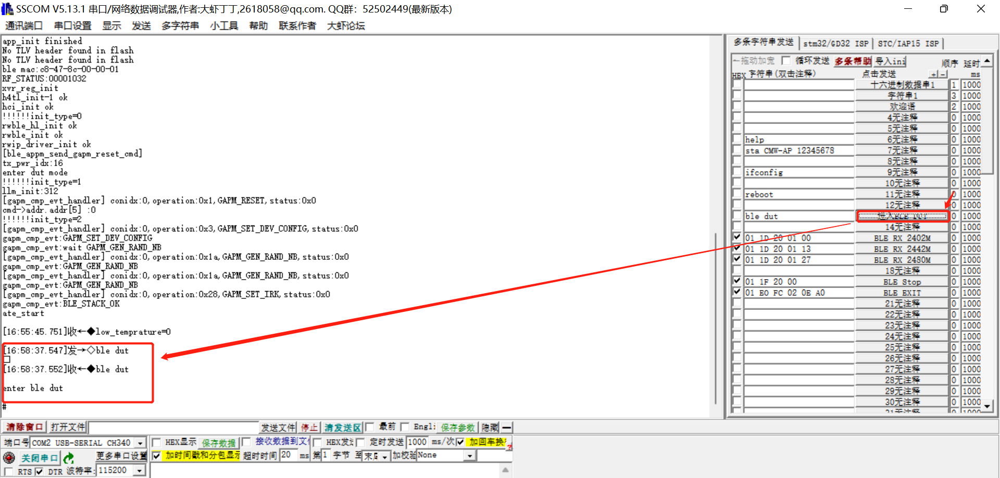 SSCOM V5.13.1 串口/网络数据调试器,作者:大虾丁丁,2618058@qq.com. QQ群：52502449(最新版本)
通讯端口 串口设置 显示 发送 多字符串 小工具 帮助 联系作者 大虾论坛
app_init finished
No TLV header found in flash
No TLV header found in flash
ble mac:c8-47-8c-00-00-01
RF_STATUS:00001032
xvr_reg_init
h4tl_init-1 ok
hci_init ok
!!!!!!init_type=0
rwble_hl_init ok
rwble_init ok
rwip_driver_init ok
[ble_appm_send_gapm_reset_cmd]
tx_pwr_idx:16
enter dut mode
!!!!!!init_type=1
llm_init:312
[gapm_cmp_evt_handler] conidx:0,operation:0x1,GAPM_RESET,status:0x0
cmd->addr.addr[5] :0
!!!!!!init_type=2
[gapm_cmp_evt_handler] conidx:0,operation:0x3,GAPM_SET_DEV_CONFIG,status:0x0
gapm_cmp_evt:GAPM_SET_DEV_CONFIG
gapm_cmp_evt:wait GAPM_GEN_RAND_NB
[gapm_cmp_evt_handler] conidx:0,operation:0x1a,GAPM_GEN_RAND_NB,status:0x0
gapm_cmp_evt:GAPM_GEN_RAND_NB
[gapm_cmp_evt_handler] conidx:0,operation:0x1a,GAPM_GEN_RAND_NB,status:0x0
gapm_cmp_evt:GAPM_GEN_RAND_NB
[gapm_cmp_evt_handler] conidx:0,operation:0x28,GAPM_SET_IRK,status:0x0
gapm_cmp_evt:BLE_STACK_OK
ate_start
[16:55:45.751]收←◆low_temprature=0
[16:58:37.547]发→◇ble dut
□
[16:58:37.552]收←◆ble dut
enter ble dut
#
多条字符串发送 stm32/GD32 ISP STC/IAP15 ISP
拖动加宽 循环发送 多条帮助 导入ini 顺序 延时
HEX 字符串(双击注释) 点击发送 + - ms
十六进制数据串1 1 1000
字符串1 3 1000
欢迎语 2 1000
4无注释 0 1000
5无注释 0 1000
help 6无注释 0 1000
sta CMW-AP 12345678 7无注释 0 1000
8无注释 0 1000
ifconfig 9无注释 0 1000
10无注释 0 1000
reboot 11无注释 0 1000
12无注释 0 1000
ble dut 进入BLE DUT 0 1000
14无注释 0 1000
01 1D 20 01 00 BLE RX 2402M 0 1000
01 1D 20 01 13 BLE RX 2442M 0 1000
01 1D 20 01 27 BLE RX 2480M 0 1000
18无注释 0 1000
01 1F 20 00 BLE Stop 0 1000
01 E0 FC 02 0E A0 BLE EXIT 0 1000
21无注释 0 1000
22无注释 0 1000
23无注释 0 1000
24无注释 0 1000
25无注释 0 1000
26无注释 0 1000
27无注释 0 1000
28无注释 0 1000
29无注释 0 1000
30无注释 0 1000
清除窗口 打开文件 发送文件 停止 清发送区 最前 Engli 保存参数 隐藏
端口号 COM2 USB-SERIAL CH340 HEX显示 保存数据 接收数据到文 HEX发 定时发送 1000 ms/次 加回车换 ?
关闭串口 更多串口设置 加时间戳和分包显示 超时时间 20 ms 第1 字节 至 末尾 加校验 None
RTS DTR 波特率: 115200